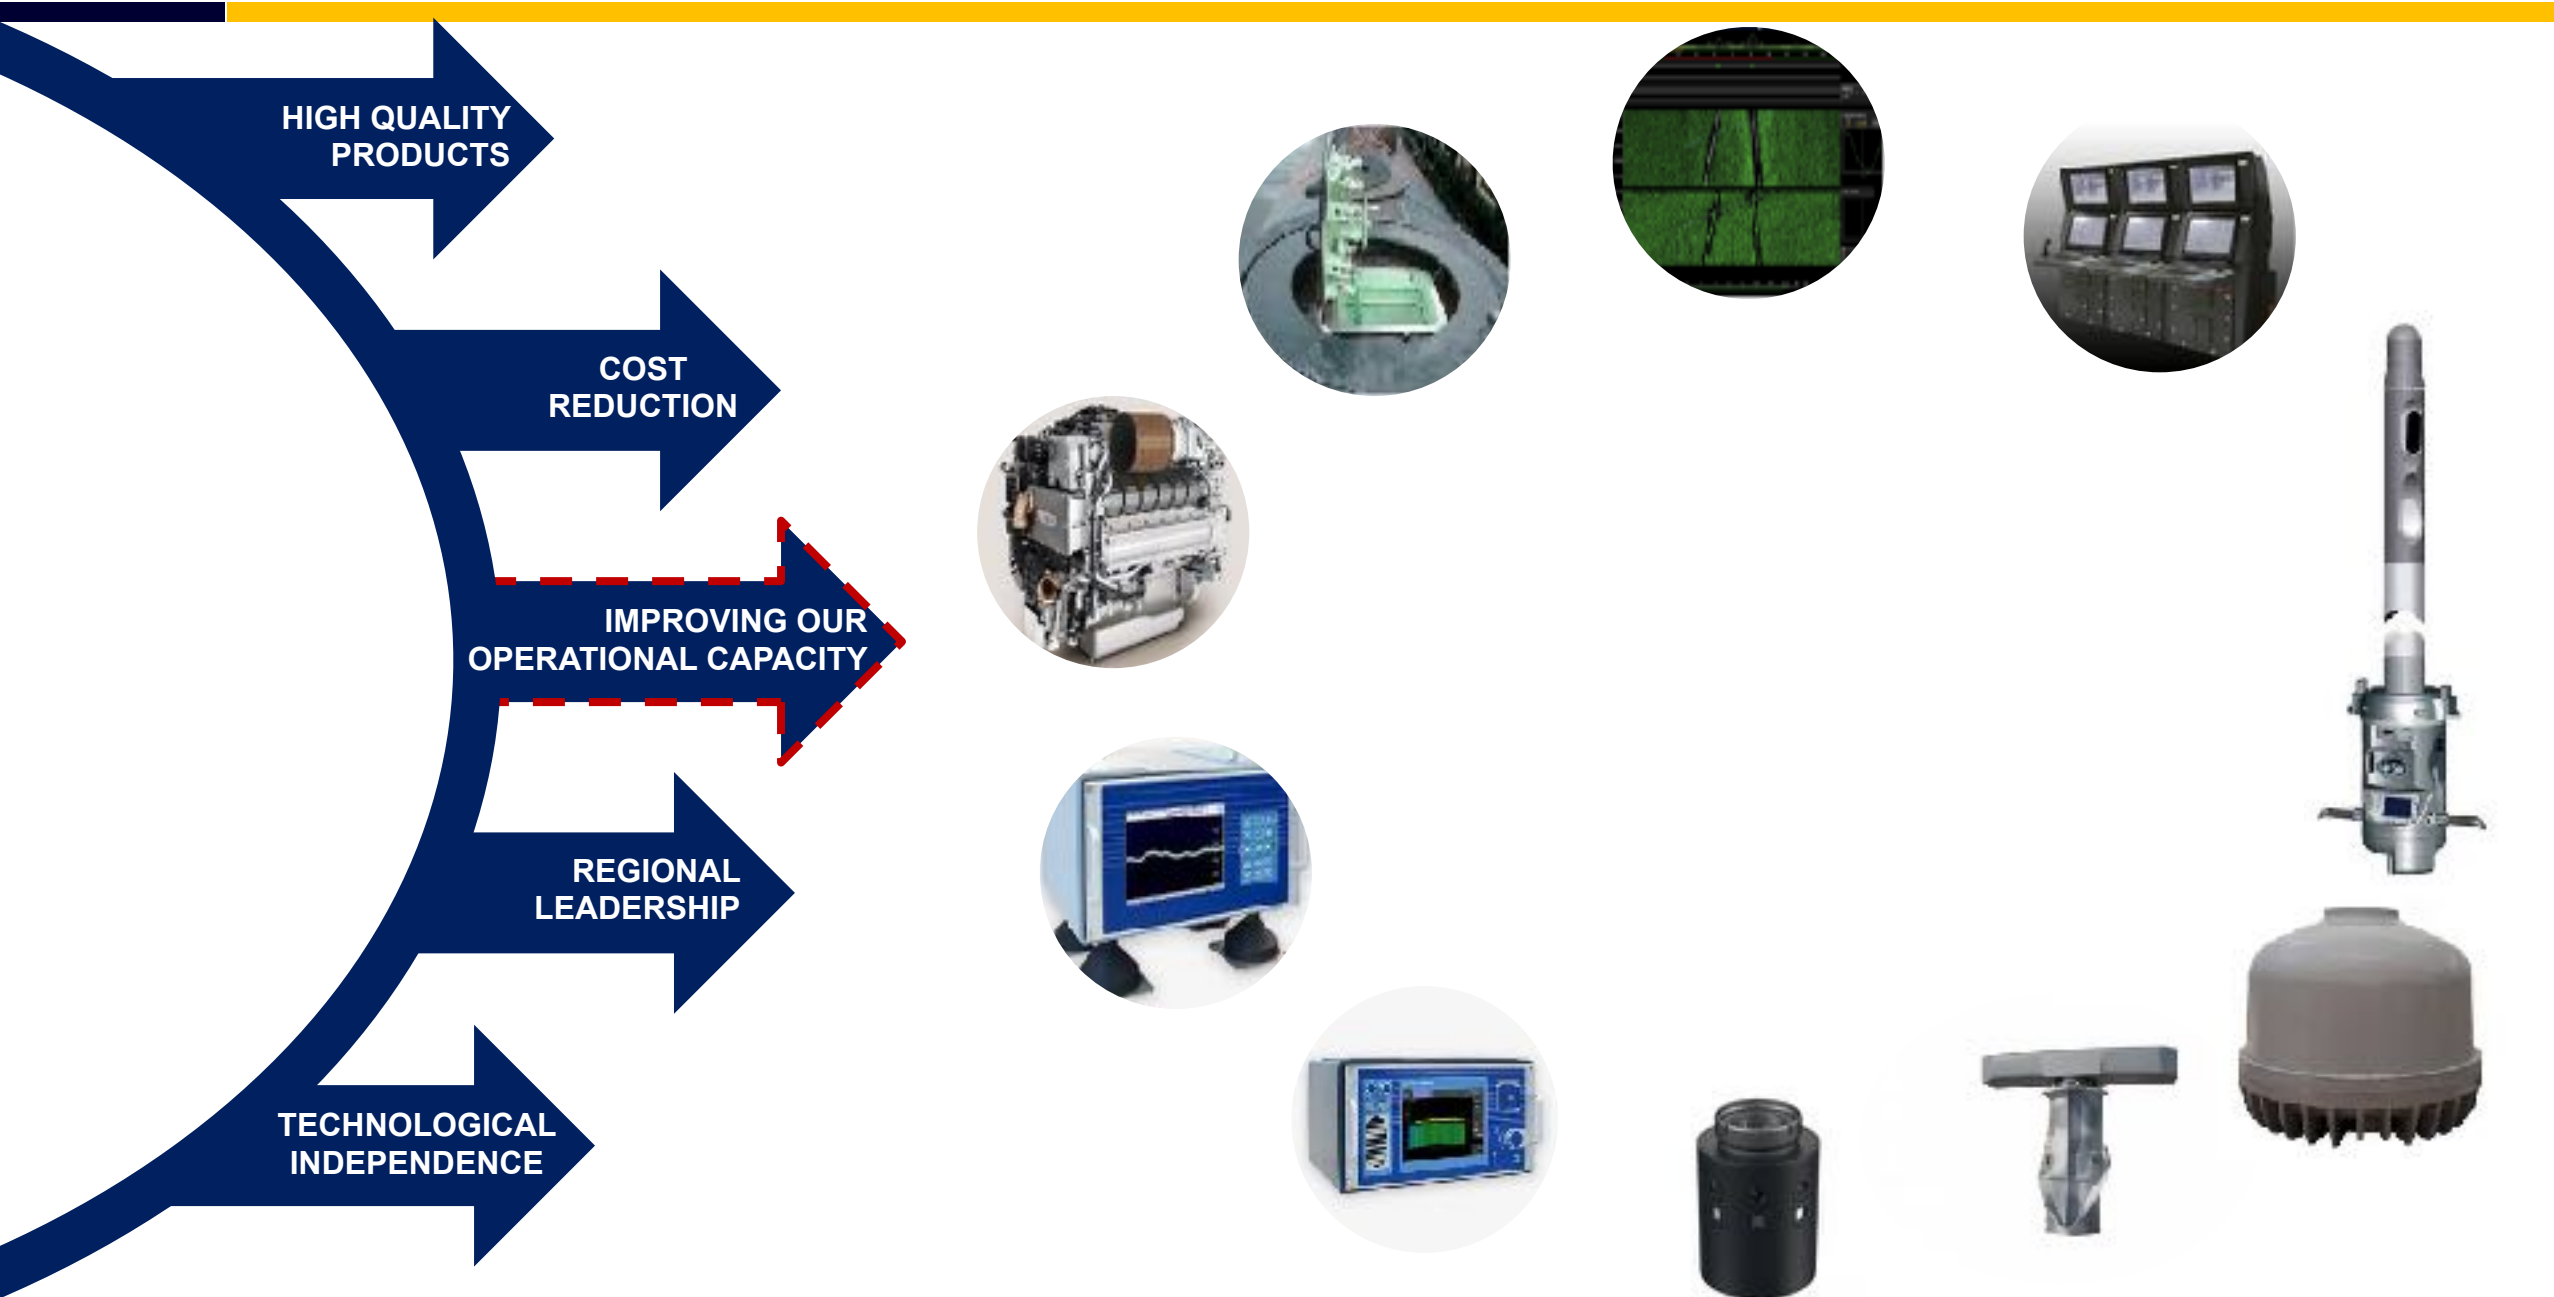 HIGH QUALITY
PRODUCTS
COST
REDUCTION
IMPROVING OUR
OPERATIONAL CAPACITY
REGIONAL
LEADERSHIP
TECHNOLOGICAL
INDEPENDENCE